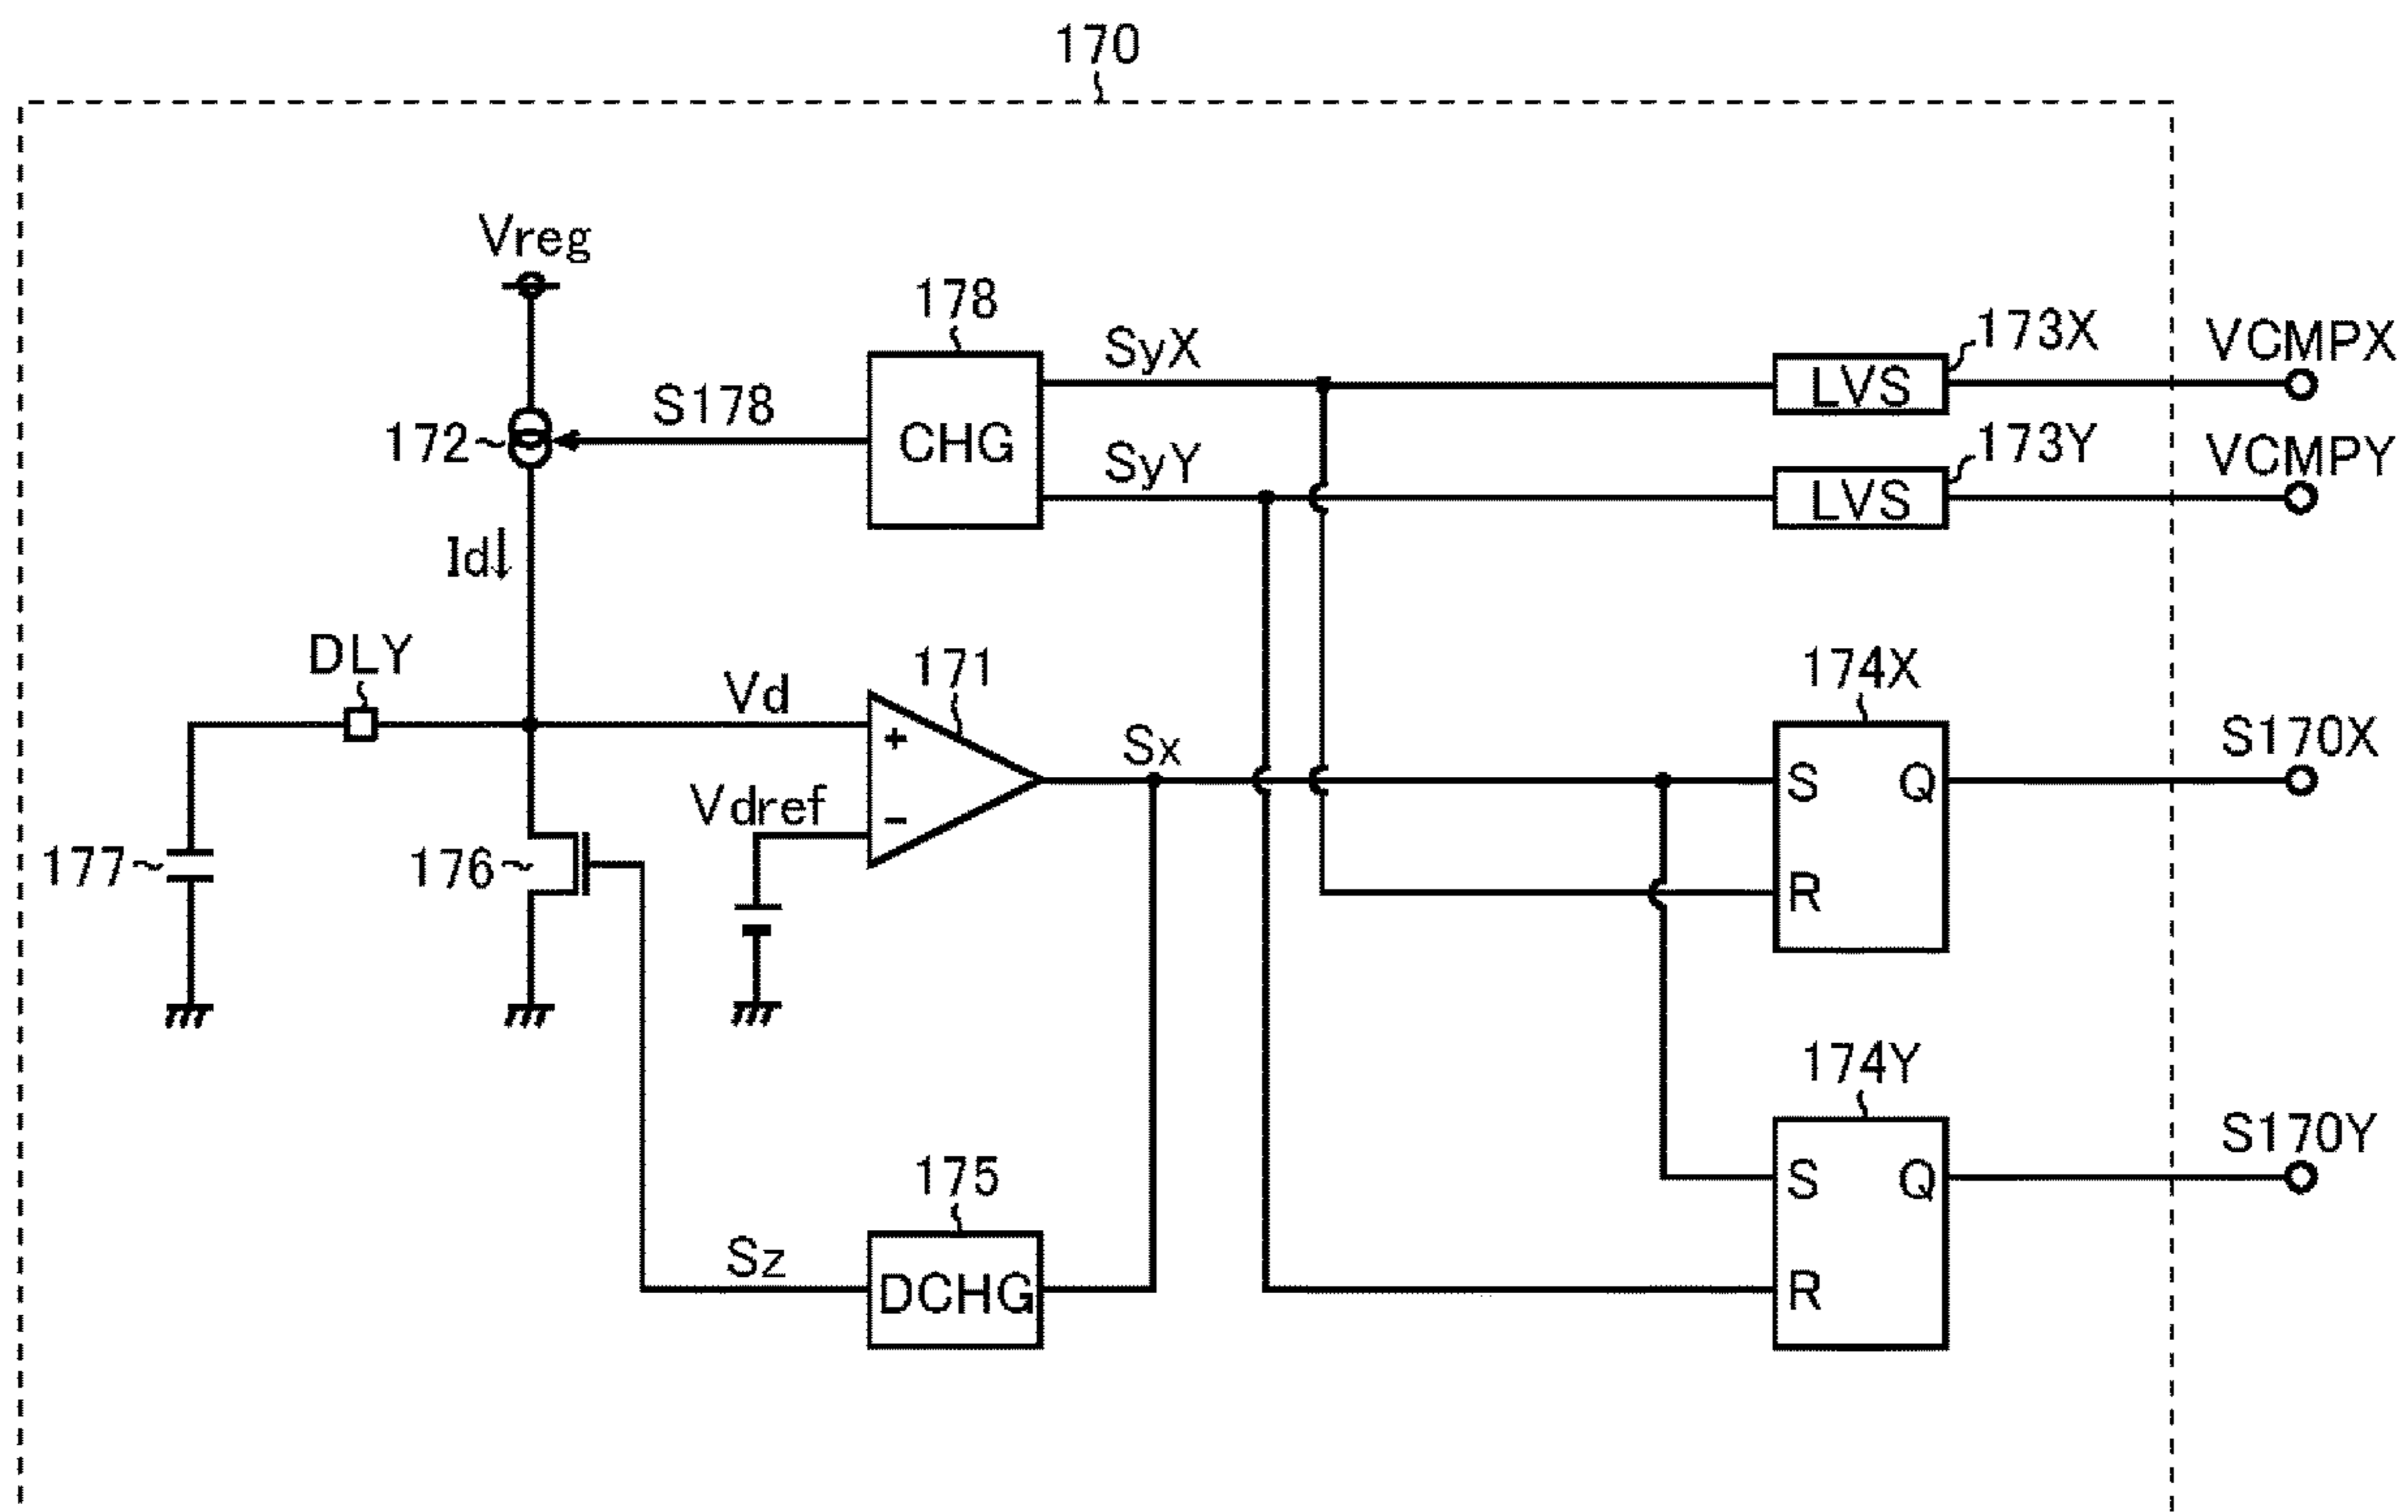 170
Vreg
178
SyX
173X
VCMPX
LVS
S178
172~
CHG
SyY
173Y
VCMPY
LVS
Id↓
DLY
Vd
171
174X
+
Sx
S
Q
S170X
Vdref
-
177~
176~
R
174Y
175
S
Q
S170Y
Sz
DCHG
R